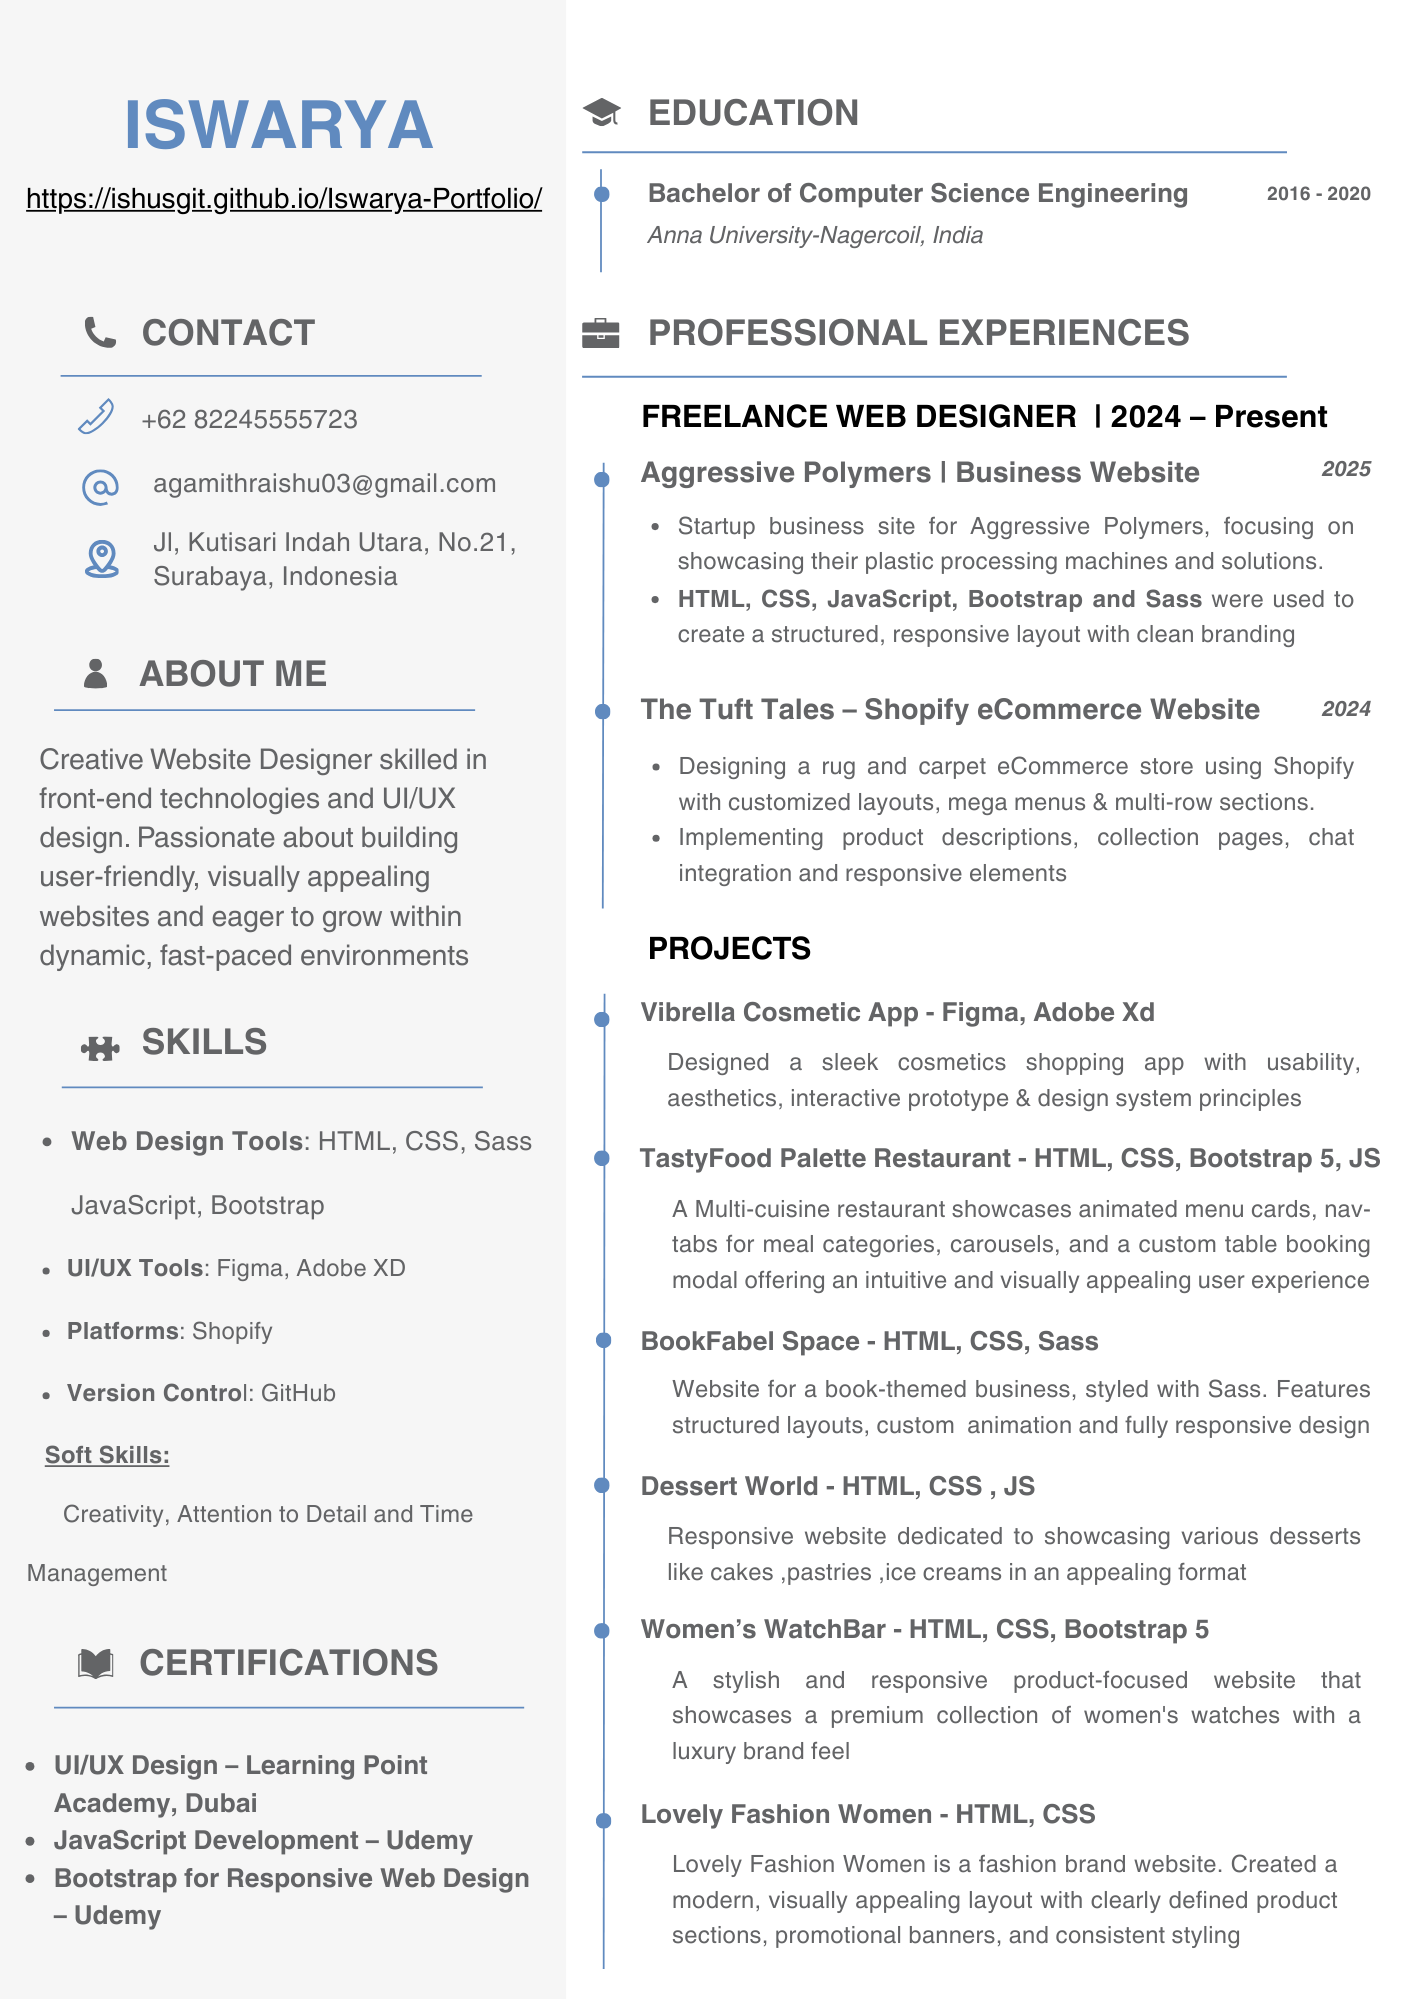 ISWARYA
https://ishusgit.github.io/Iswarya-Portfolio/
CONTACT
+62 82245555723
agamithraishu03@gmail.com
Jl, Kutisari Indah Utara, No.21,
Surabaya, Indonesia
ABOUT ME
Creative Website Designer skilled in
front-end technologies and UI/UX
design. Passionate about building
user-friendly, visually appealing
websites and eager to grow within
dynamic, fast-paced environments
SKILLS
• Web Design Tools: HTML, CSS, Sass
JavaScript, Bootstrap
• UI/UX Tools: Figma, Adobe XD
• Platforms: Shopify
• Version Control: GitHub
Soft Skills:
Creativity, Attention to Detail and Time
Management
CERTIFICATIONS
• UI/UX Design – Learning Point
Academy, Dubai
• JavaScript Development – Udemy
• Bootstrap for Responsive Web Design
– Udemy
EDUCATION
Bachelor of Computer Science Engineering 2016 - 2020
Anna University-Nagercoil, India
PROFESSIONAL EXPERIENCES
FREELANCE WEB DESIGNER | 2024 – Present
Aggressive Polymers | Business Website 2025
• Startup business site for Aggressive Polymers, focusing on
showcasing their plastic processing machines and solutions.
• HTML, CSS, JavaScript, Bootstrap and Sass were used to
create a structured, responsive layout with clean branding
The Tuft Tales – Shopify eCommerce Website 2024
• Designing a rug and carpet eCommerce store using Shopify
with customized layouts, mega menus & multi-row sections.
• Implementing product descriptions, collection pages, chat
integration and responsive elements
PROJECTS
Vibrella Cosmetic App - Figma, Adobe Xd
Designed a sleek cosmetics shopping app with usability,
aesthetics, interactive prototype & design system principles
TastyFood Palette Restaurant - HTML, CSS, Bootstrap 5, JS
A Multi-cuisine restaurant showcases animated menu cards, nav-
tabs for meal categories, carousels, and a custom table booking
modal offering an intuitive and visually appealing user experience
BookFabel Space - HTML, CSS, Sass
Website for a book-themed business, styled with Sass. Features
structured layouts, custom animation and fully responsive design
Dessert World - HTML, CSS , JS
Responsive website dedicated to showcasing various desserts
like cakes ,pastries ,ice creams in an appealing format
Women’s WatchBar - HTML, CSS, Bootstrap 5
A stylish and responsive product-focused website that
showcases a premium collection of women's watches with a
luxury brand feel
Lovely Fashion Women - HTML, CSS
Lovely Fashion Women is a fashion brand website. Created a
modern, visually appealing layout with clearly defined product
sections, promotional banners, and consistent styling